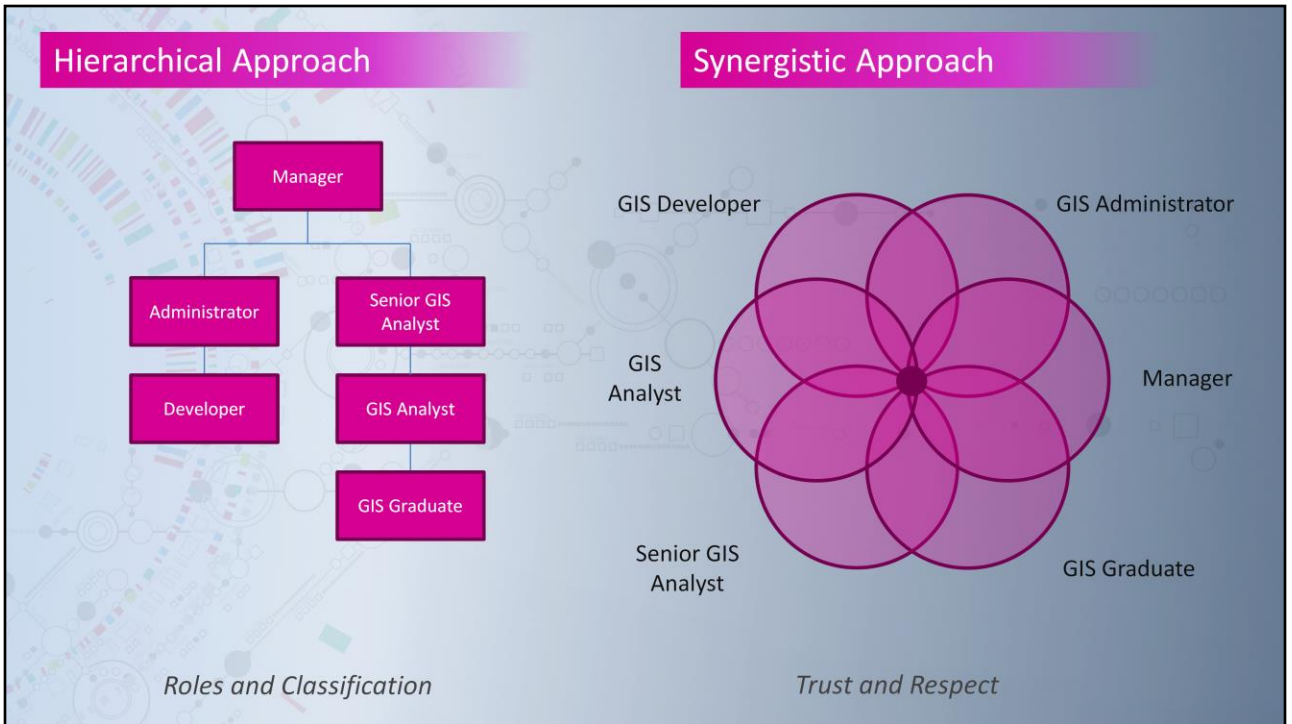 Hierarchical Approach
Manager
Administrator
Senior GIS
Analyst
Developer
GIS Analyst
GIS Graduate
Roles and Classification
Synergistic Approach
GIS Developer
GIS Administrator
GIS
Analyst
Manager
Senior GIS
Analyst
GIS Graduate
Trust and Respect